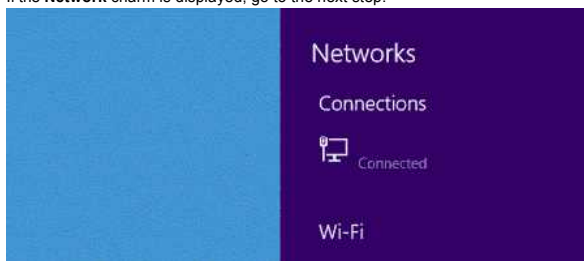 If the Network charm is displayed, go to the next step.
Networks
Connections
Connected
Wi-Fi